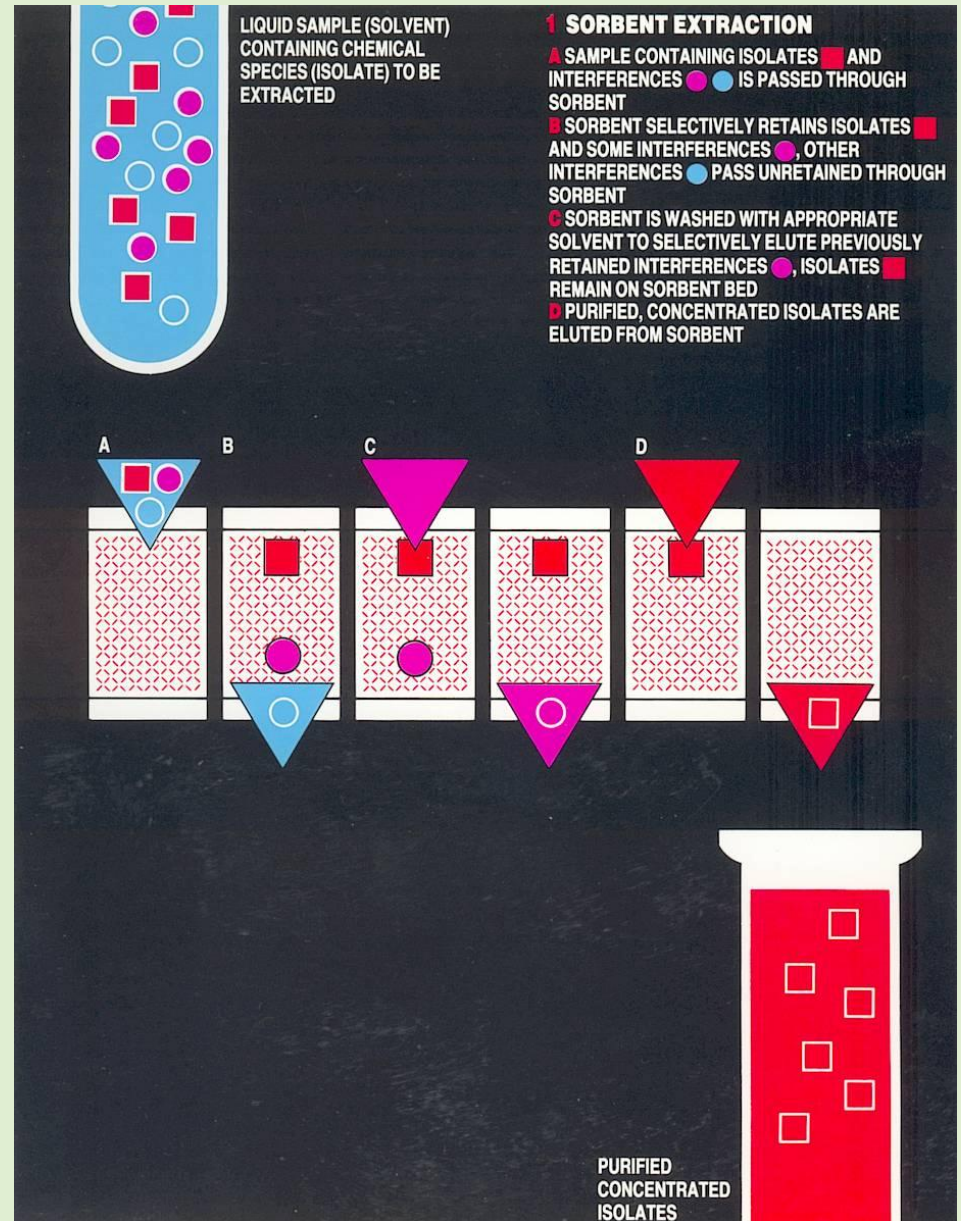 LIQUID SAMPLE (SOLVENT)
CONTAINING CHEMICAL
SPECIES (ISOLATE) TO BE
EXTRACTED
1 SORBENT EXTRACTION
A SAMPLE CONTAINING ISOLATES AND
INTERFERENCES IS PASSED THROUGH
SORBENT
B SORBENT SELECTIVELY RETAINS ISOLATES
AND SOME INTERFERENCES , OTHER
INTERFERENCES PASS UNRETAINED THROUGH
SORBENT
C SORBENT IS WASHED WITH APPROPRIATE
SOLVENT TO SELECTIVELY ELUTE PREVIOUSLY
RETAINED INTERFERENCES , ISOLATES
REMAIN ON SORBENT BED
D PURIFIED, CONCENTRATED ISOLATES ARE
ELUTED FROM SORBENT
A B C D
PURIFIED
CONCENTRATED
ISOLATES